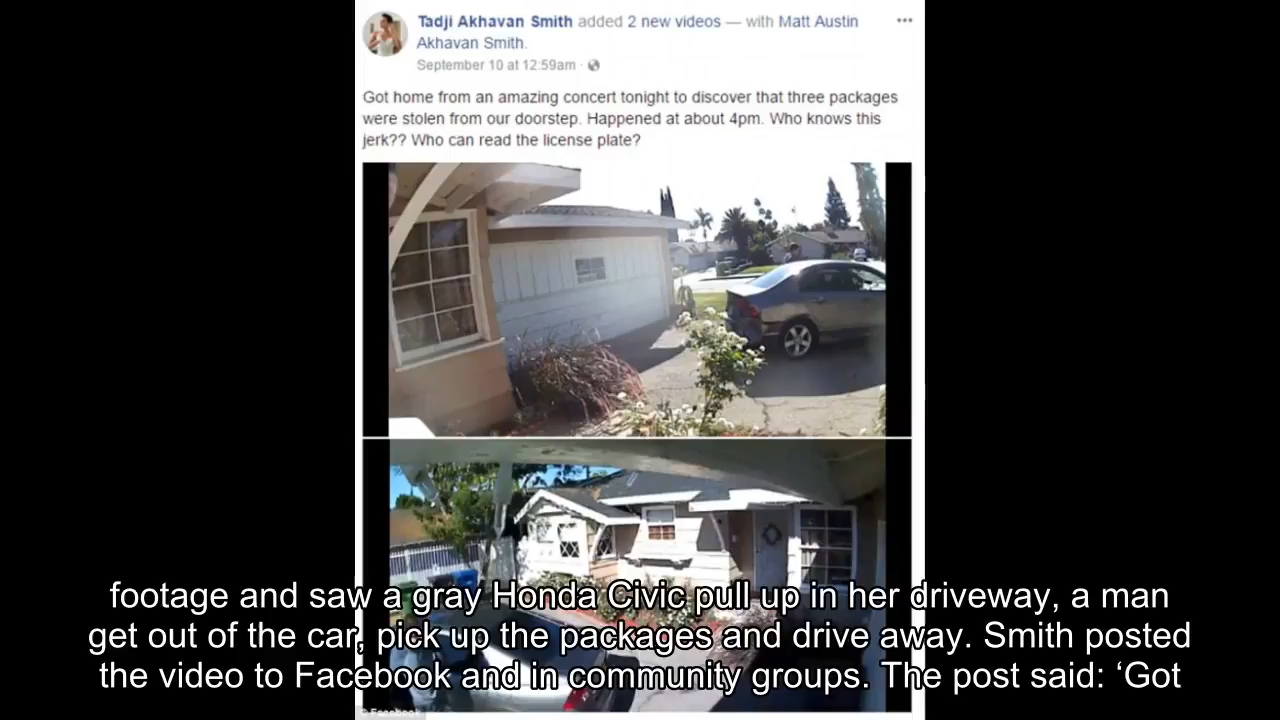 Tadji Akhavan Smith added 2 new videos — with Matt Austin
Akhavan Smith.
September 10 at 12:59am ·
Got home from an amazing concert tonight to discover that three packages
were stolen from our doorstep. Happened at about 4pm. Who knows this
jerk?? Who can read the license plate?
footage and saw a gray Honda Civic pull up in her driveway, a man
get out of the car, pick up the packages and drive away. Smith posted
the video to Facebook and in community groups. The post said: ‘Got
© Facebook